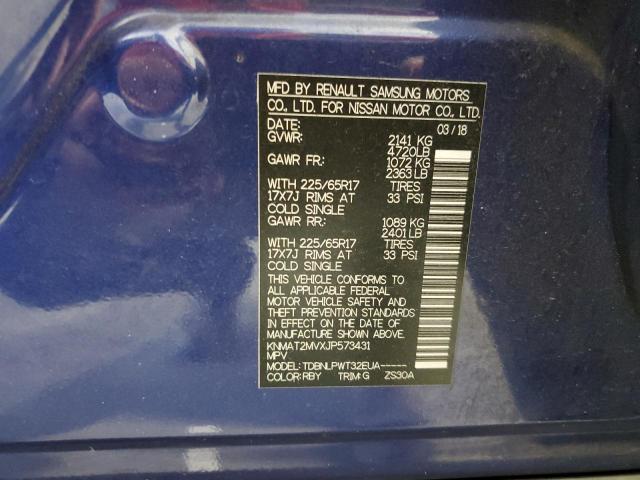 MFD BY RENAULT SAMSUNG MOTORS
CO., LTD. FOR NISSAN MOTOR CO., LTD.
DATE: 03/18
GVWR: 2141 KG
4720LB
GAWR FR: 1072 KG
2363 LB
WITH 225/65R17 TIRES
17X7J RIMS AT 33 PSI
COLD SINGLE
GAWR RR: 1089 KG
2401 LB
WITH 225/65R17 TIRES
17X7J RIMS AT 33 PSI
COLD SINGLE
THIS VEHICLE CONFORMS TO
ALL APPLICABLE FEDERAL
MOTOR VEHICLE SAFETY AND
THEFT PREVENTION STANDARDS
IN EFFECT ON THE DATE OF
MANUFACTURE SHOWN ABOVE.
KNMAT2MVXJP573431
MPV
MODEL: TDBNLPWT32EUA-----
COLOR:RBY TRIM:G ZS30A